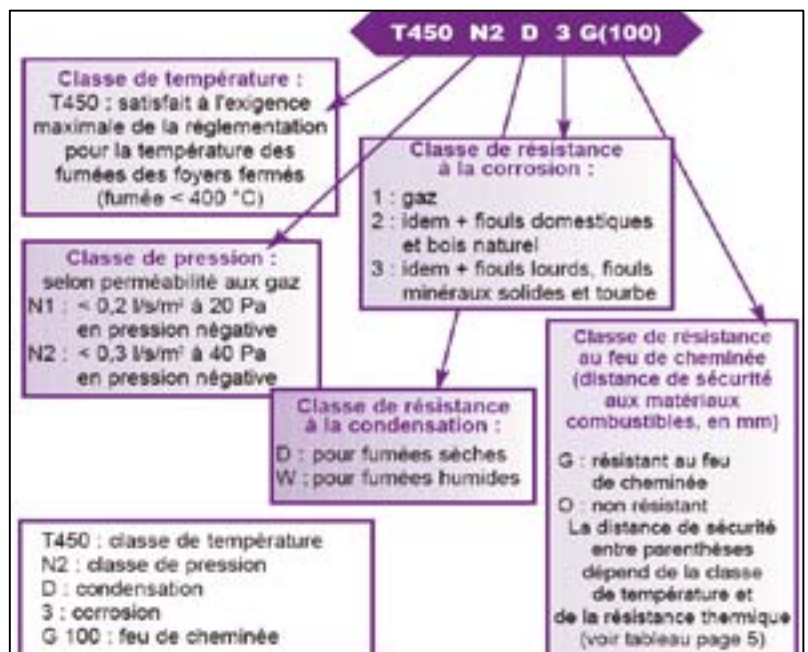 T450 N2 D 3 G(100)
Classe de température :
T450 : satisfait à l'exigence
maximale de la réglementation
pour la température des
fumées des foyers fermés
(fumée < 400 °C)
Classe de pression :
selon perméabilité aux gaz
N1 : < 0,2 l/s/m² à 20 Pa
en pression négative
N2 : < 0,3 l/s/m² à 40 Pa
en pression négative
Classe de résistance
à la corrosion :
1 : gaz
2 : idem + fiouls domestiques
et bois naturel
3 : idem + fiouls lourds, fiouls
minéraux solides et tourbe
Classe de résistance
à la condensation :
D : pour fumées sèches
W : pour fumées humides
Classe de résistance
au feu de cheminée
(distance de sécurité
aux matériaux
combustibles, en mm)
G : résistant au feu
de cheminée
O : non résistant
La distance de sécurité
entre parenthèses
dépend de la classe
de température et
de la résistance thermique
(voir tableau page 5)
T450 : classe de température
N2 : classe de pression
D : condensation
3 : corrosion
G 100 : feu de cheminée